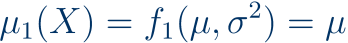 μ₁(X) = f₁(μ, σ²) = μ